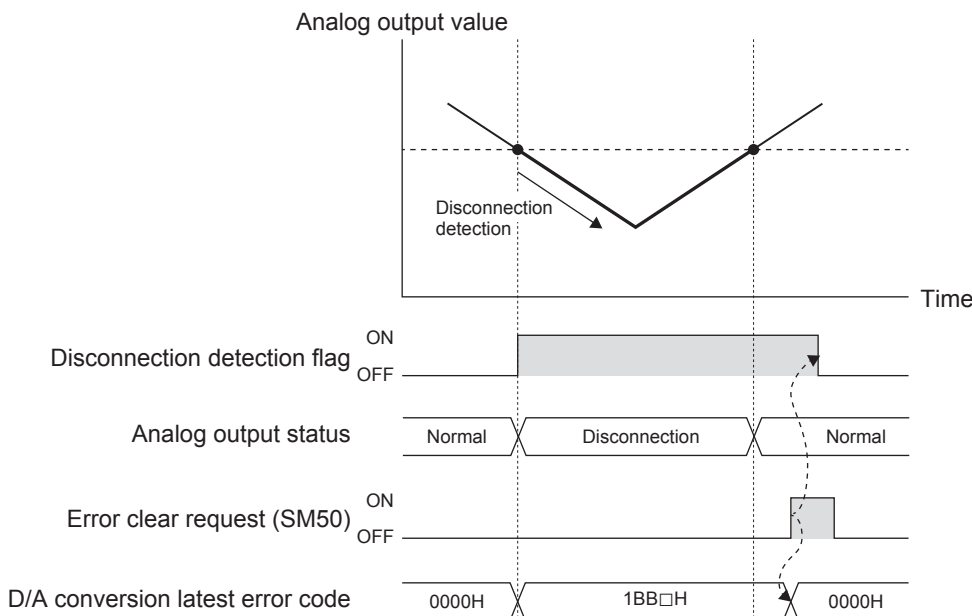 Analog output value
Disconnection
detection
Time
Disconnection detection flag
ON
OFF
Analog output status
Normal
Disconnection
Normal
Error clear request (SM50)
ON
OFF
D/A conversion latest error code
0000H
1BB□H
0000H